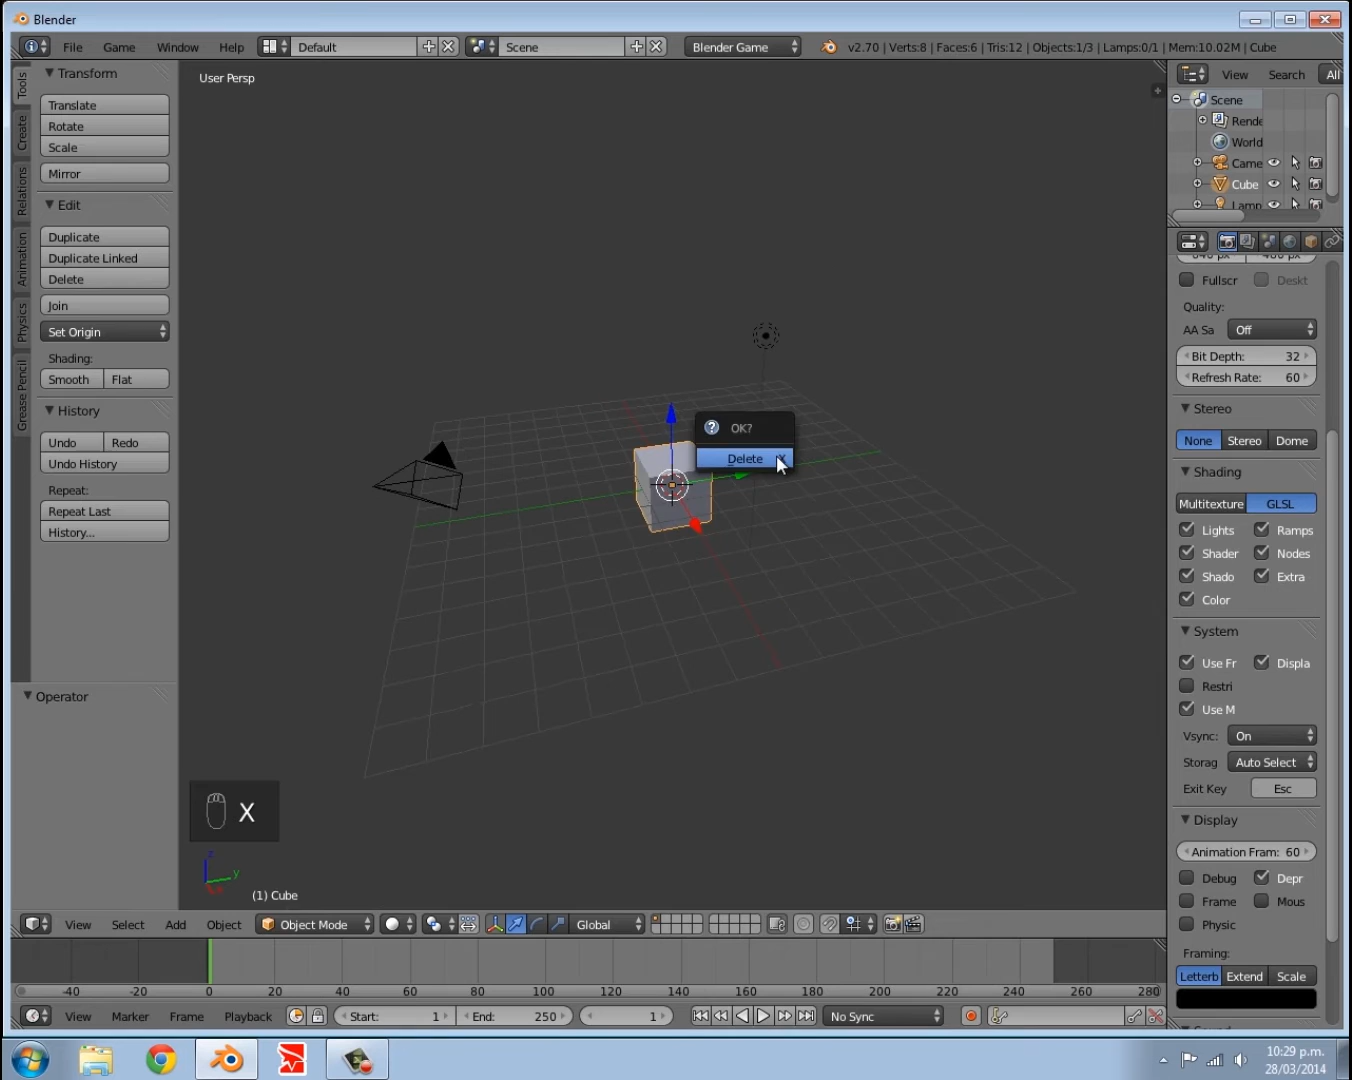 Blender
File Game Window Help Default Scene Blender Game v2.70 | Verts:8 | Faces:6 | Tris:12 | Objects:1/3 | Lamps:0/1 | Mem:10.02M | Cube
Tools
Create
Relations
Animation
Physics
Grease Pencil
Transform
Translate
Rotate
Scale
Mirror
Edit
Duplicate
Duplicate Linked
Delete
Join
Set Origin
Shading:
Smooth Flat
History
Undo Redo
Undo History
Repeat:
Repeat Last
History...
Operator
User Persp
OK?
Delete
X
z
y
(1) Cube
View Search All
Scene
Rende
World
Came
Cube
Lamp
Fullscr Deskt
Quality:
AA Sa Off
Bit Depth: 32
Refresh Rate: 60
Stereo
None Stereo Dome
Shading
Multitexture GLSL
Lights Ramps
Shader Nodes
Shado Extra
Color
System
Use Fr Displa
Restri
Use M
Vsync: On
Storag Auto Select
Exit Key Esc
Display
Animation Fram: 60
Debug Depr
Frame Mous
Physic
Framing:
Letterb Extend Scale
View Select Add Object Object Mode Global
-40 -20 0 20 40 60 80 100 120 140 160 180 200 220 240 260 280
View Marker Frame Playback Start: 1 End: 250 1 No Sync
10:29 p.m.
28/03/2014